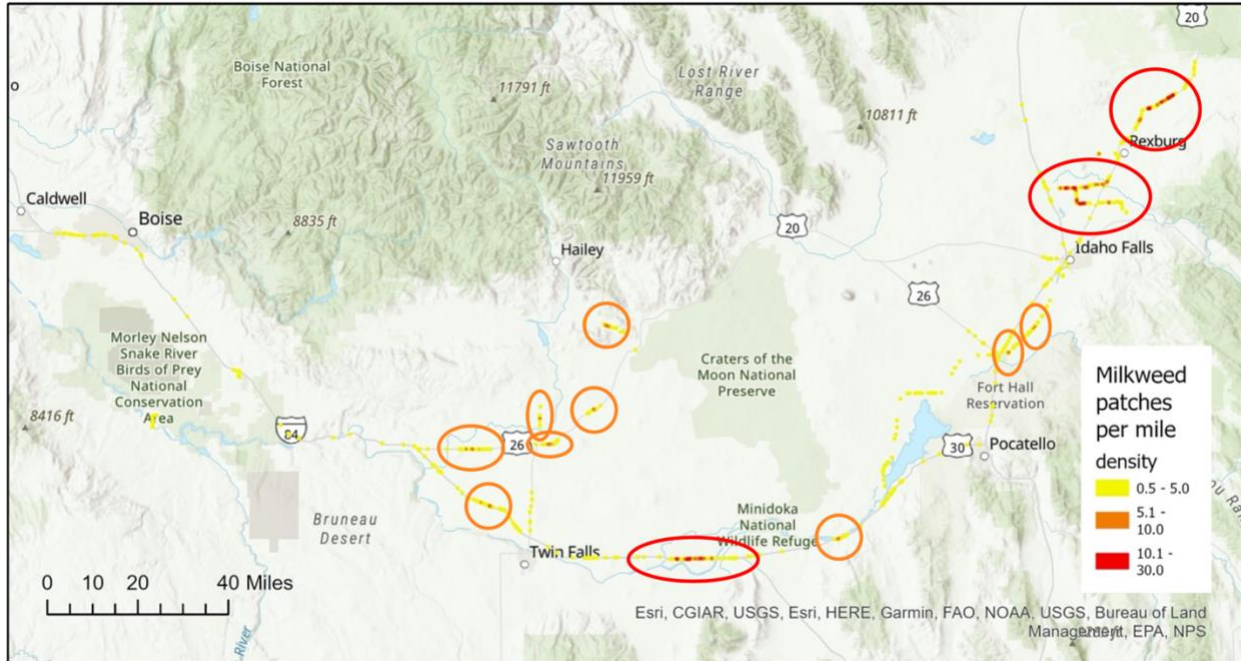 20
Boise National
Forest
11791 ft
Lost River
Range
10811 ft
o
Sawtooth
Mountains
11959 ft
Rexburg
Caldwell
Boise
8835 ft
Hailey
20
Idaho Falls
26
Morley Nelson
Snake River
Birds of Prey
National
Conservation
Area
Craters of the
Moon National
Preserve
Fort Hall
Reservation
8416 ft
84
26
30
Pocatello
Bruneau
Desert
Minidoka
National
Wildlife Refuge
Twin Falls
0 10 20 40 Miles
Milkweed
patches
per mile
density
0.5 - 5.0
5.1 -
10.0
10.1 -
30.0
Esri, CGIAR, USGS, Esri, HERE, Garmin, FAO, NOAA, USGS, Bureau of Land
Management, EPA, NPS